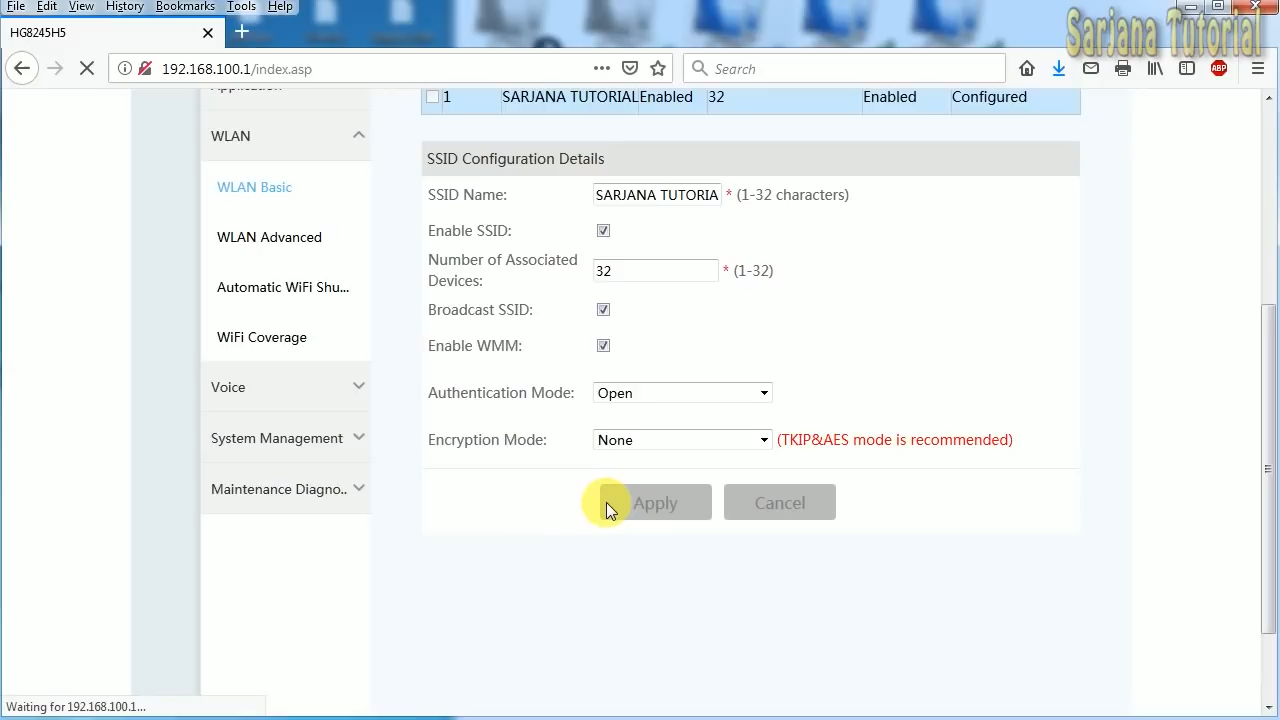 File Edit View History Bookmarks Tools Help
Sarjana Tutorial
HG8245H5
192.168.100.1/index.asp
Search
ABP
WLAN
WLAN Basic
WLAN Advanced
Automatic WiFi Shu...
WiFi Coverage
Voice
System Management
Maintenance Diagno..
1 SARJANA TUTORIAL Enabled 32 Enabled Configured
SSID Configuration Details
SSID Name: SARJANA TUTORIA * (1-32 characters)
Enable SSID:
Number of Associated
Devices: 32 * (1-32)
Broadcast SSID:
Enable WMM:
Authentication Mode: Open
Encryption Mode: None (TKIP&AES mode is recommended)
Apply Cancel
Waiting for 192.168.100.1...